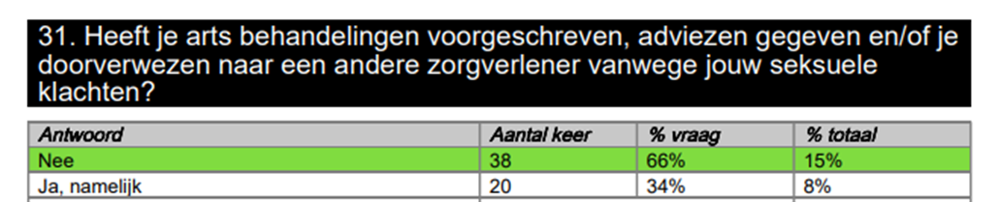 31. Heeft je arts behandelingen voorgeschreven, adviezen gegeven en/of je
doorverwezen naar een andere zorgverlener vanwege jouw seksuele
klachten?
Antwoord Aantal keer % vraag % totaal
Nee 38 66% 15%
Ja, namelijk 20 34% 8%